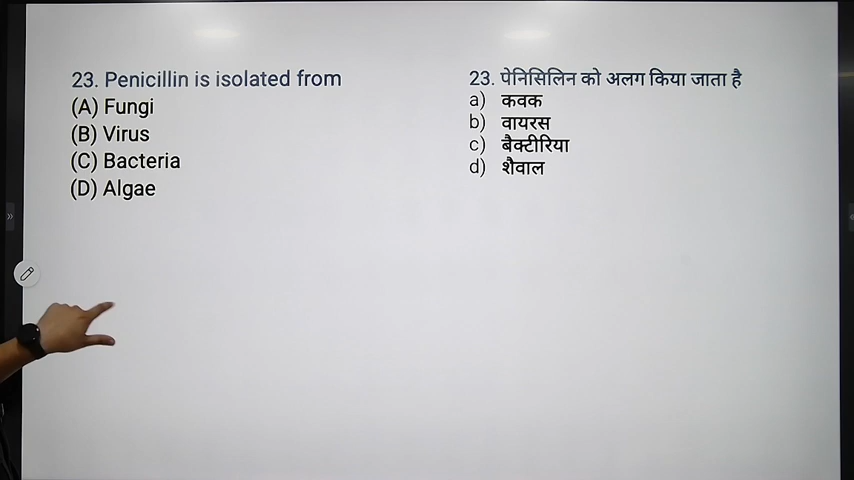 23. Penicillin is isolated from
(A) Fungi
(B) Virus
(C) Bacteria
(D) Algae
23. पेनिसिलिन को अलग किया जाता है
a) कवक
b) वायरस
c) बैक्टीरिया
d) शैवाल